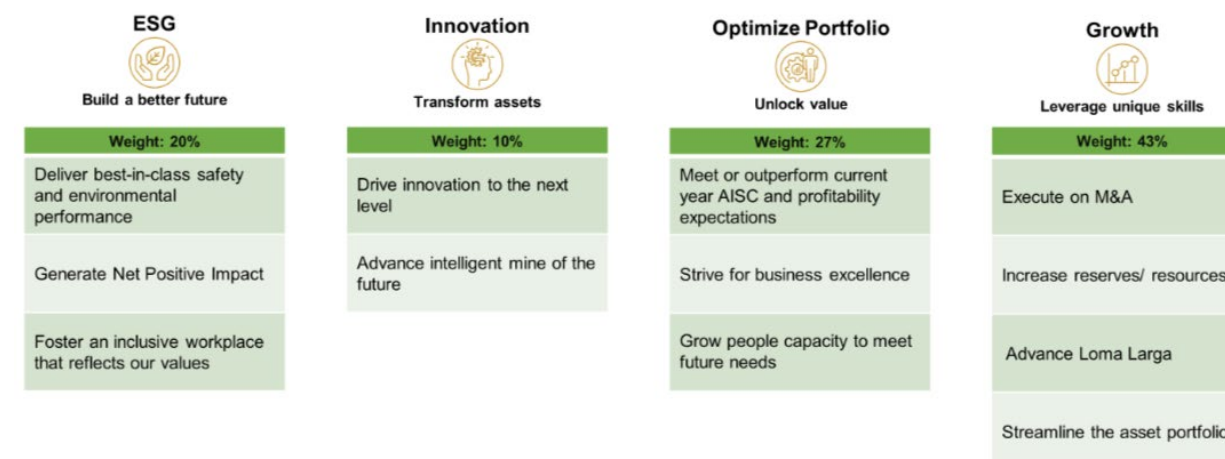 ESG
Build a better future
Weight: 20%
Deliver best-in-class safety
and environmental
performance
Generate Net Positive Impact
Foster an inclusive workplace
that reflects our values
Innovation
Transform assets
Weight: 10%
Drive innovation to the next
level
Advance intelligent mine of the
future
Optimize Portfolio
Unlock value
Weight: 27%
Meet or outperform current
year AISC and profitability
expectations
Strive for business excellence
Grow people capacity to meet
future needs
Growth
Leverage unique skills
Weight: 43%
Execute on M&A
Increase reserves/ resources
Advance Loma Larga
Streamline the asset portfolio